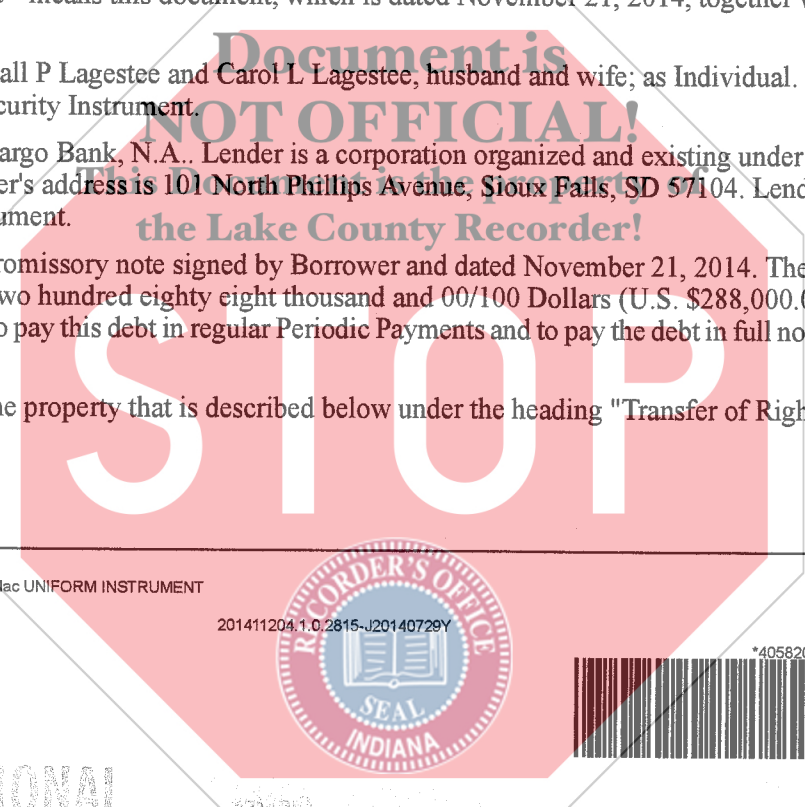 means this document, which is dated November 21, 2014, together
Document is
all P Lagestee and Carol L Lagestee, husband and wife; as Individual.
curity Instrument.
NOT OFFICIAL!
argo Bank, N.A.. Lender is a corporation organized and existing under
This Document is the property of
er's address is 101 North Phillips Avenue, Sioux Falls, SD 57104. Lend
ument.
the Lake County Recorder!
romissory note signed by Borrower and dated November 21, 2014. The
wo hundred eighty eight thousand and 00/100 Dollars (U.S. $288,000.0
o pay this debt in regular Periodic Payments and to pay the debt in full no
STOP
he property that is described below under the heading "Transfer of Righ
Mac UNIFORM INSTRUMENT
201411204.1.0.2815-J20140729Y
RECORDER'S OFFICE
SEAL
INDIANA
*405820
IONAL